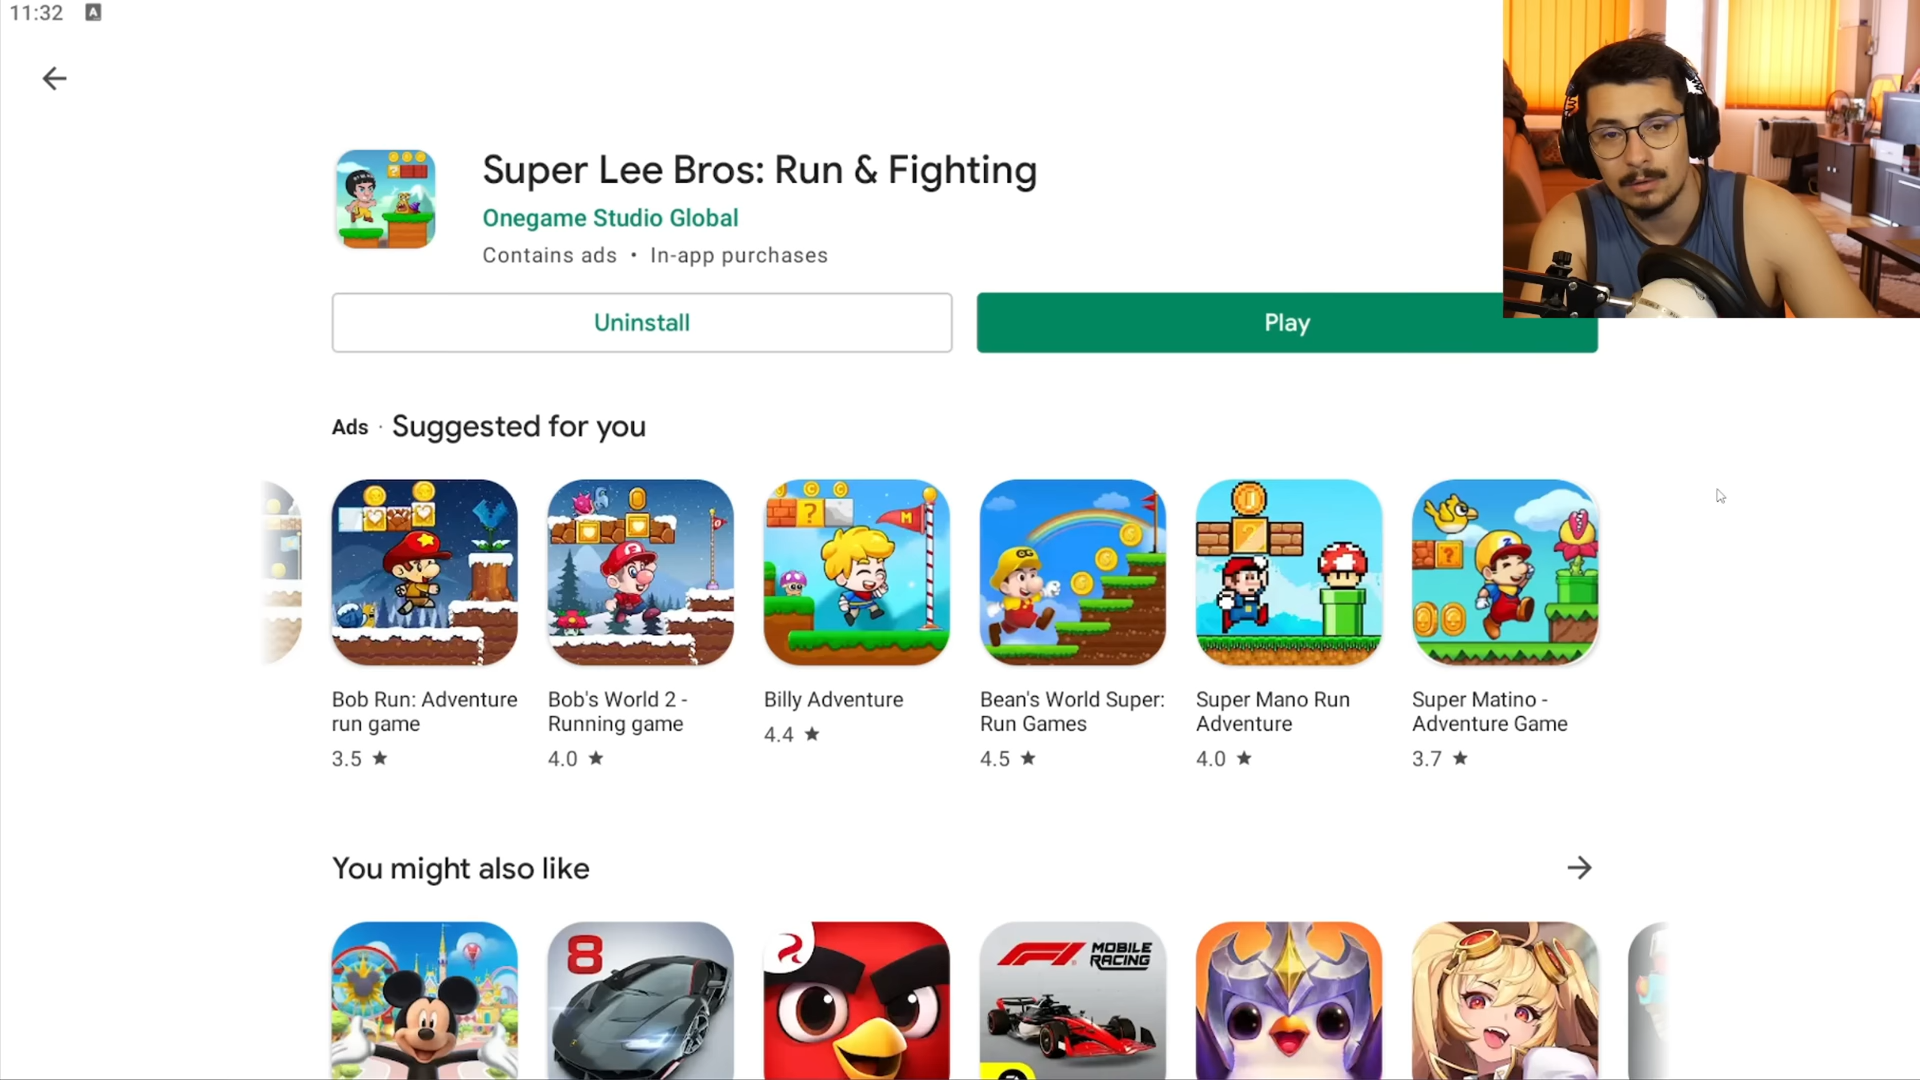 11:32 A
Super Lee Bros: Run & Fighting
Onegame Studio Global
Contains ads • In-app purchases
Uninstall
Play
Ads · Suggested for you
M
Bob Run: Adventure
run game
3.5 ★
Bob's World 2 -
Running game
4.0 ★
Billy Adventure
4.4 ★
Bean's World Super:
Run Games
4.5 ★
Super Mano Run
Adventure
4.0 ★
Super Matino -
Adventure Game
3.7 ★
You might also like
8
F1 MOBILE
RACING